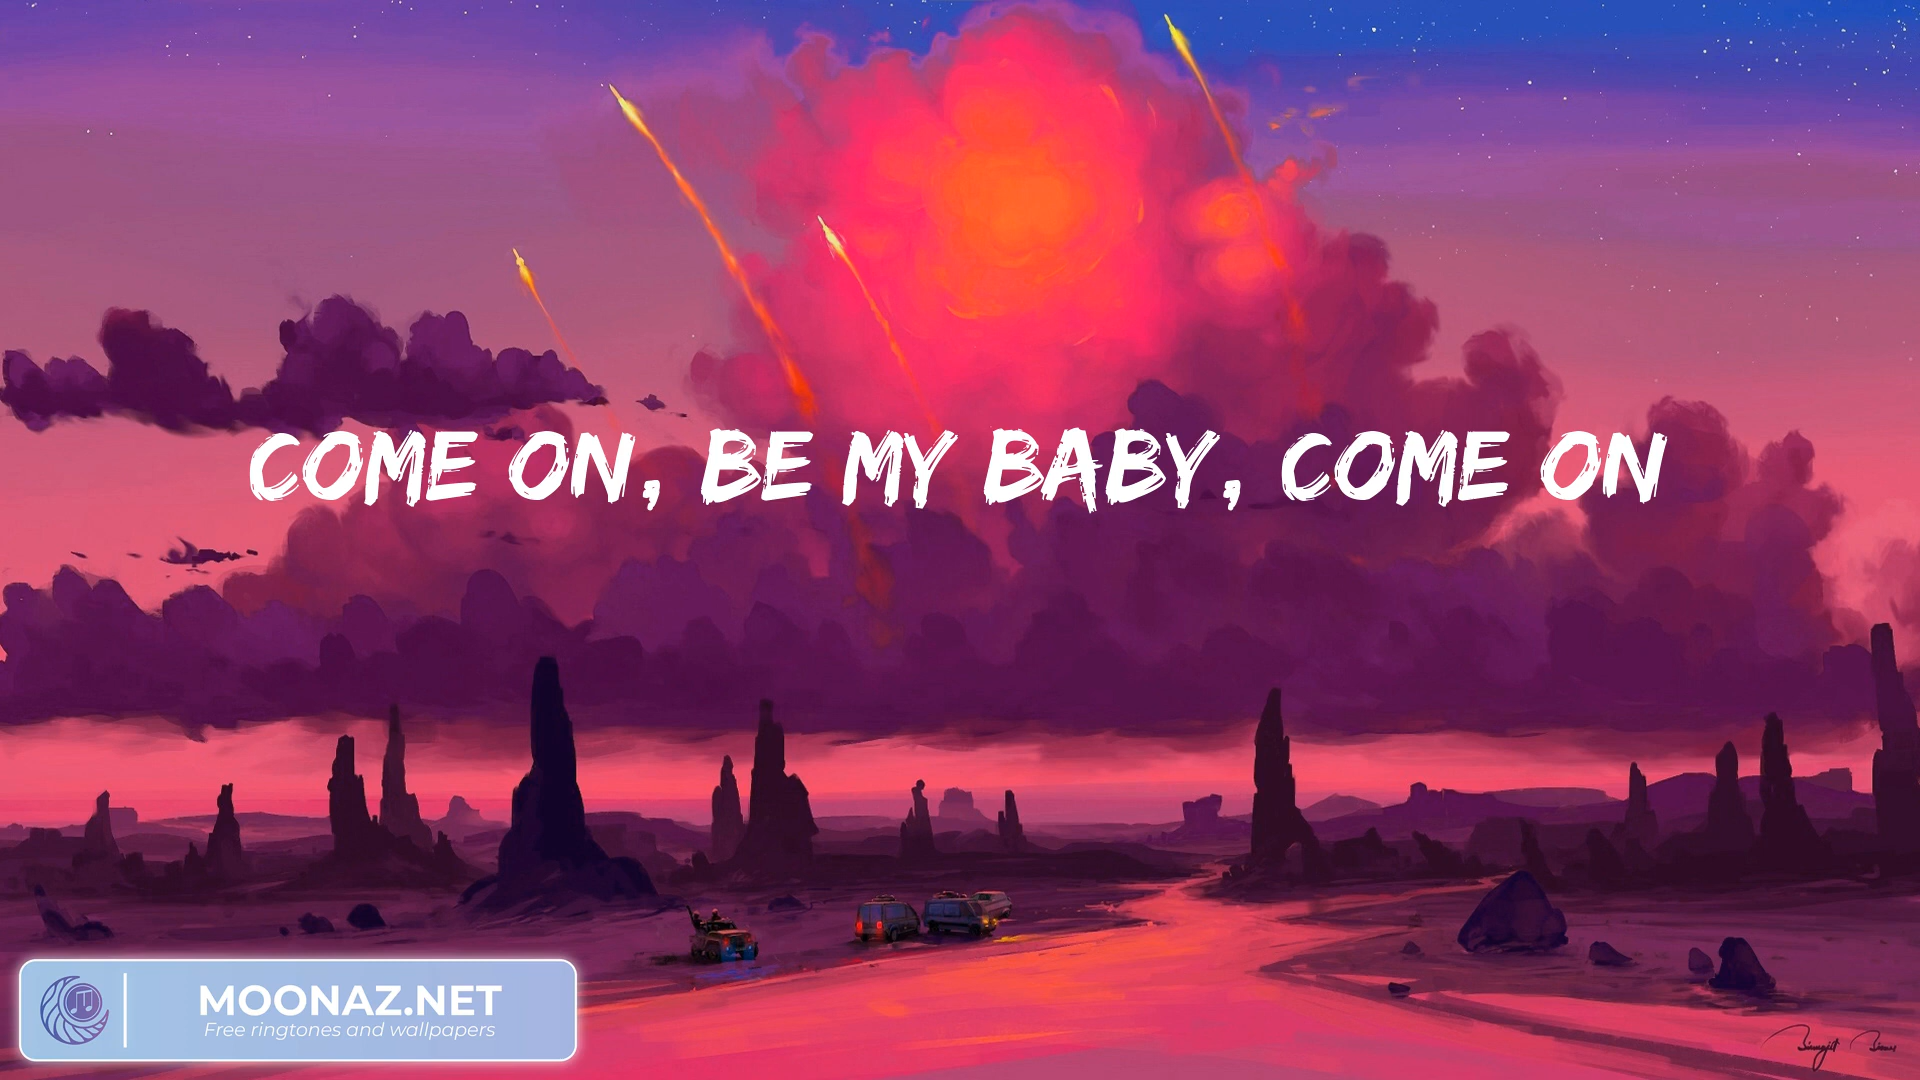 COME ON, BE MY BABY, COME ON
MOONAZ.NET
Free ringtones and wallpapers